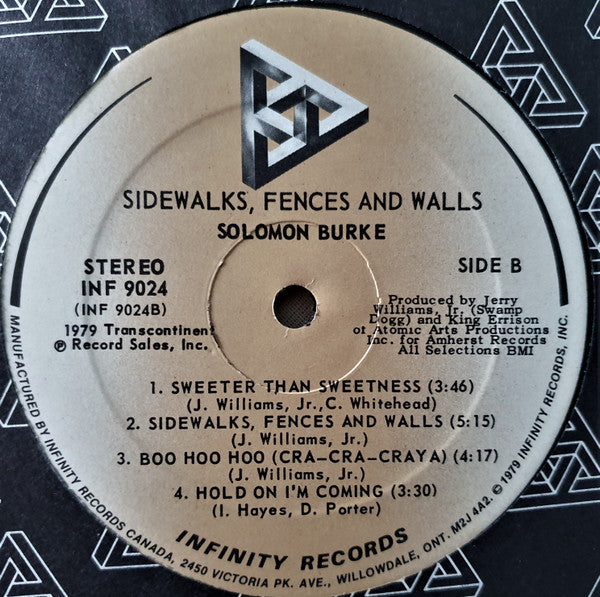 SIDEWALKS, FENCES AND WALLS
SOLOMON BURKE
STEREO
INF 9024
(INF 9024B)
1979 Transcontinent
℗ Record Sales, Inc.
SIDE B
Produced by Jerry
Williams, Jr. (Swamp
Dogg) and King Errison
of Atomic Arts Productions
Inc. for Amherst Records
All Selections BMI
1. SWEETER THAN SWEETNESS (3:46)
(J. Williams, Jr.,C. Whitehead)
2. SIDEWALKS, FENCES AND WALLS (5:15)
(J. Williams, Jr.)
3. BOO HOO HOO (CRA-CRA-CRAYA) (4:17)
(J. Williams, Jr.)
4. HOLD ON I'M COMING (3:30)
(I. Hayes, D. Porter)
INFINITY RECORDS
MANUFACTURED BY INFINITY RECORDS CANADA, 2450 VICTORIA PK. AVE., WILLOWDALE, ONT. M2J 4A2. © 1979 INFINITY RECORDS, INC.